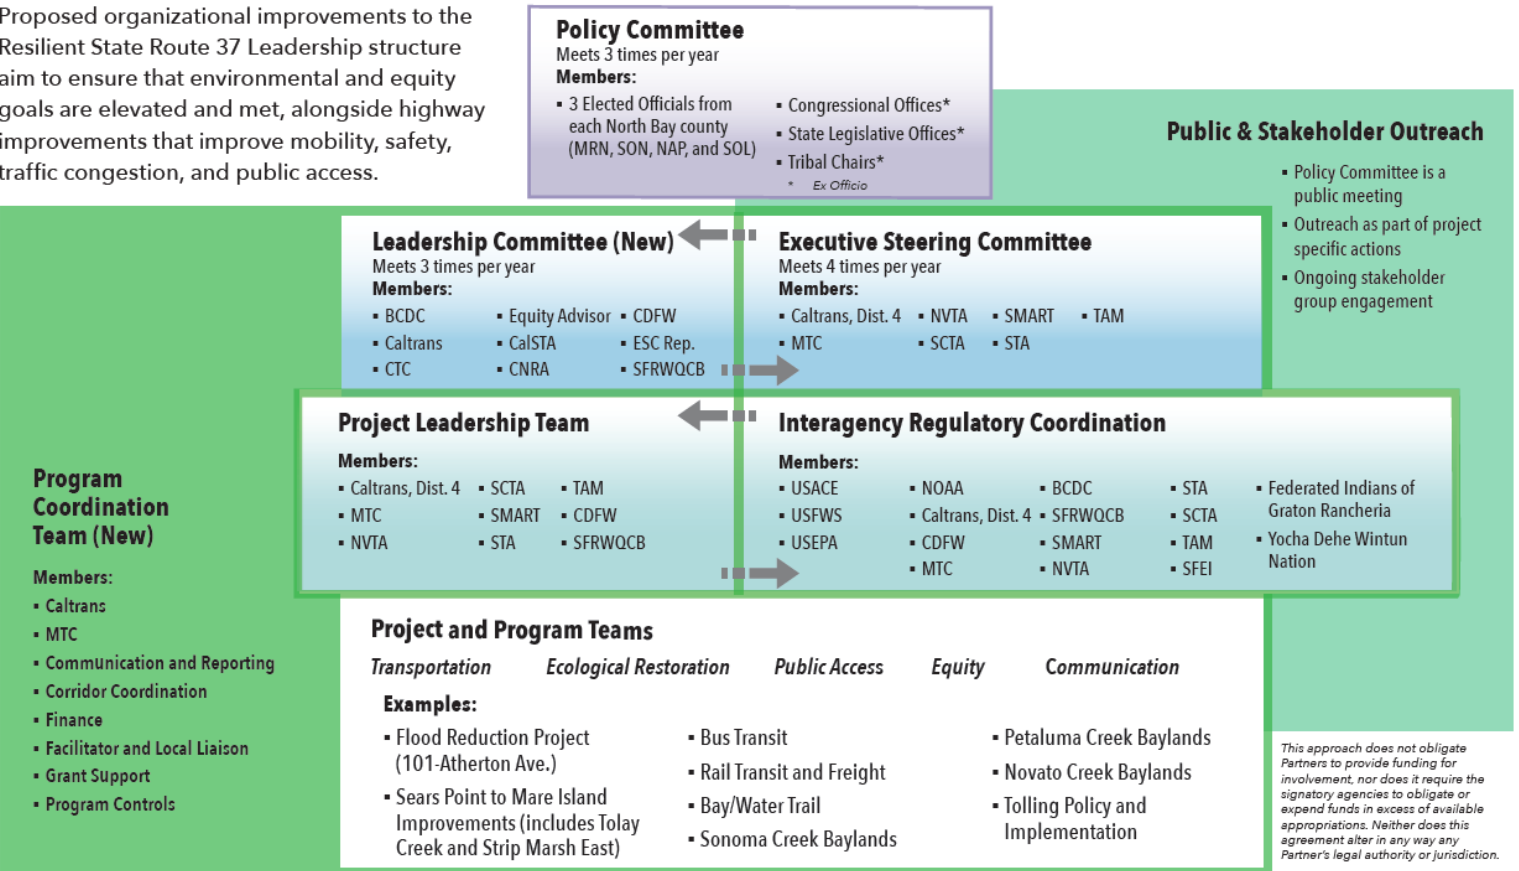 Proposed organizational improvements to the
Resilient State Route 37 Leadership structure
aim to ensure that environmental and equity
goals are elevated and met, alongside highway
improvements that improve mobility, safety,
traffic congestion, and public access.
Policy Committee
Meets 3 times per year
Members:
▪ 3 Elected Officials from
each North Bay county
(MRN, SON, NAP, and SOL)
▪ Congressional Offices*
▪ State Legislative Offices*
▪ Tribal Chairs*
* Ex Officio
Public & Stakeholder Outreach
▪ Policy Committee is a
public meeting
▪ Outreach as part of project
specific actions
▪ Ongoing stakeholder
group engagement
Leadership Committee (New)
Meets 3 times per year
Members:
▪ BCDC
▪ Caltrans
▪ CTC
▪ Equity Advisor
▪ CalSTA
▪ CNRA
▪ CDFW
▪ ESC Rep.
▪ SFRWQCB
Executive Steering Committee
Meets 4 times per year
Members:
▪ Caltrans, Dist. 4
▪ MTC
▪ NVTA
▪ SCTA
▪ SMART
▪ STA
▪ TAM
Project Leadership Team
Members:
▪ Caltrans, Dist. 4
▪ MTC
▪ NVTA
▪ SCTA
▪ SMART
▪ STA
▪ TAM
▪ CDFW
▪ SFRWQCB
Interagency Regulatory Coordination
Members:
▪ USACE
▪ USFWS
▪ USEPA
▪ NOAA
▪ Caltrans, Dist. 4
▪ CDFW
▪ MTC
▪ BCDC
▪ SFRWQCB
▪ SMART
▪ NVTA
▪ STA
▪ SCTA
▪ TAM
▪ SFEI
▪ Federated Indians of
Graton Rancheria
▪ Yocha Dehe Wintun
Nation
Program
Coordination
Team (New)
Members:
▪ Caltrans
▪ MTC
▪ Communication and Reporting
▪ Corridor Coordination
▪ Finance
▪ Facilitator and Local Liaison
▪ Grant Support
▪ Program Controls
Project and Program Teams
Transportation Ecological Restoration Public Access Equity Communication
Examples:
▪ Flood Reduction Project
(101-Atherton Ave.)
▪ Sears Point to Mare Island
Improvements (includes Tolay
Creek and Strip Marsh East)
▪ Bus Transit
▪ Rail Transit and Freight
▪ Bay/Water Trail
▪ Sonoma Creek Baylands
▪ Petaluma Creek Baylands
▪ Novato Creek Baylands
▪ Tolling Policy and
Implementation
This approach does not obligate
Partners to provide funding for
involvement, nor does it require the
signatory agencies to obligate or
expend funds in excess of available
appropriations. Neither does this
agreement alter in any way any
Partner's legal authority or jurisdiction.